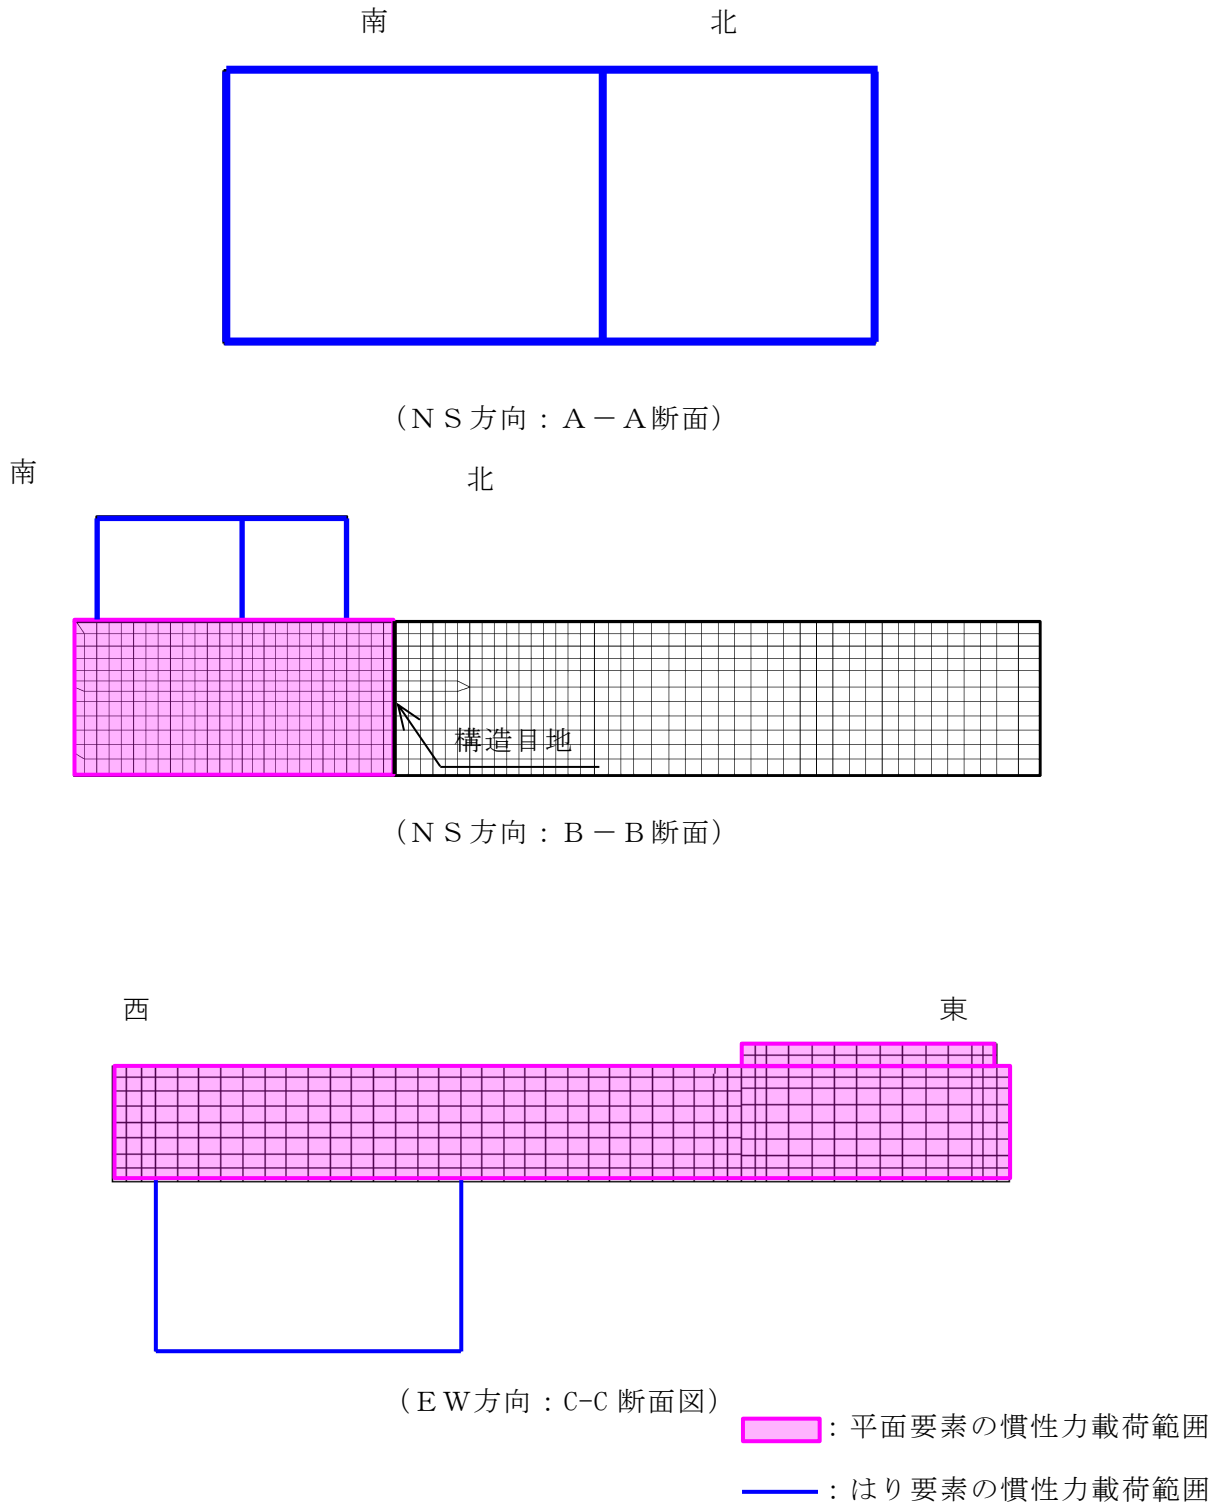 南 北
（ＮＳ方向：Ａ－Ａ断面）
南
北
構造目地
（ＮＳ方向：Ｂ－Ｂ断面）
西 東
（ＥＷ方向：C-C 断面図）
：平面要素の慣性力載荷範囲
：はり要素の慣性力載荷範囲